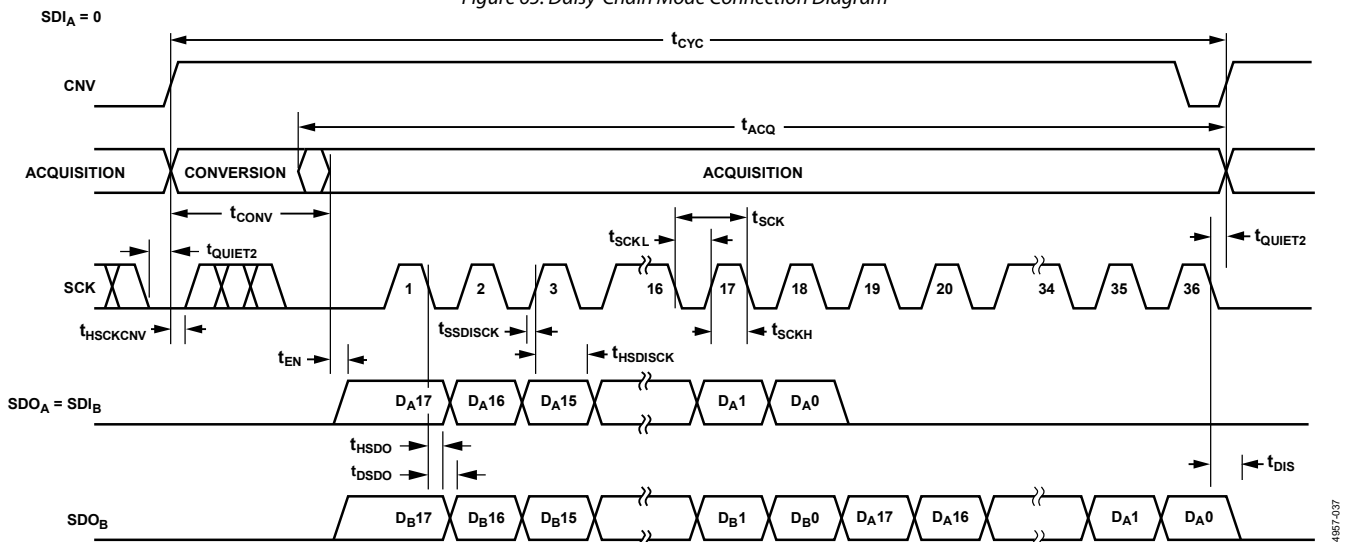 Figure 65. Daisy-Chain Mode Connection Diagram
SDIA = 0
tCYC
CNV
tACQ
ACQUISITION
CONVERSION
ACQUISITION
tCONV
tSCK
tSCKL
tQUIET2
tQUIET2
SCK
1
2
3
16
17
18
19
20
34
35
36
tHSCKCNV
tSSDISCK
tSCKH
tEN
tHSDISCK
SDOA = SDIB
DA17
DA16
DA15
DA1
DA0
tHSDO
tDSDO
tDIS
SDOB
DB17
DB16
DB15
DB1
DB0
DA17
DA16
DA1
DA0
4957-037